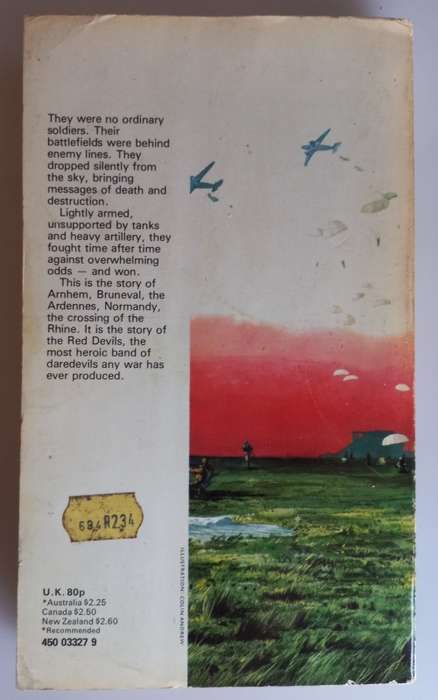 They were no ordinary
soldiers. Their
battlefields were behind
enemy lines. They
dropped silently from
the sky, bringing
messages of death and
destruction.
Lightly armed,
unsupported by tanks
and heavy artillery, they
fought time after time
against overwhelming
odds — and won.
This is the story of
Arnhem, Bruneval, the
Ardennes, Normandy,
the crossing of the
Rhine. It is the story of
the Red Devils, the
most heroic band of
daredevils any war has
ever produced.
684R234
ILLUSTRATION: COLIN ANDREW
U.K. 80p
*Australia $2.25
Canada $2.50
New Zealand $2.60
*Recommended
450 03327 9